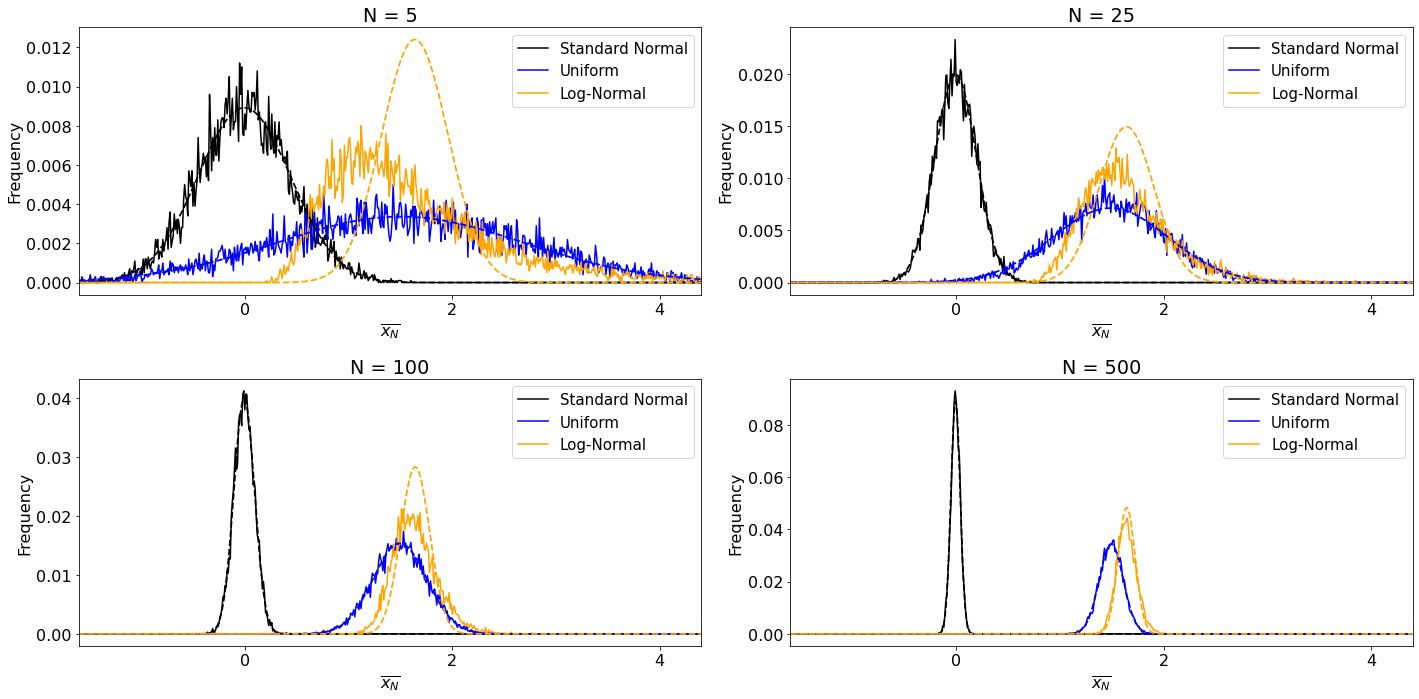 N = 5
Frequency
0.012
0.010
0.008
0.006
0.004
0.002
0.000
0 2 4
x̅_N
Standard Normal
Uniform
Log-Normal
N = 25
Frequency
0.020
0.015
0.010
0.005
0.000
0 2 4
x̅_N
Standard Normal
Uniform
Log-Normal
N = 100
Frequency
0.04
0.03
0.02
0.01
0.00
0 2 4
x̅_N
Standard Normal
Uniform
Log-Normal
N = 500
Frequency
0.08
0.06
0.04
0.02
0.00
0 2 4
x̅_N
Standard Normal
Uniform
Log-Normal